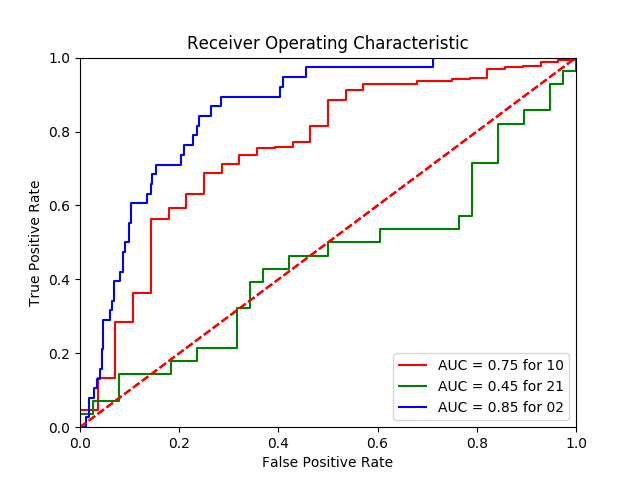 Receiver Operating Characteristic
1.0
0.8
0.6
0.4
0.2
0.0
True Positive Rate
AUC = 0.75 for 10
AUC = 0.45 for 21
AUC = 0.85 for 02
0.0 0.2 0.4 0.6 0.8 1.0
False Positive Rate